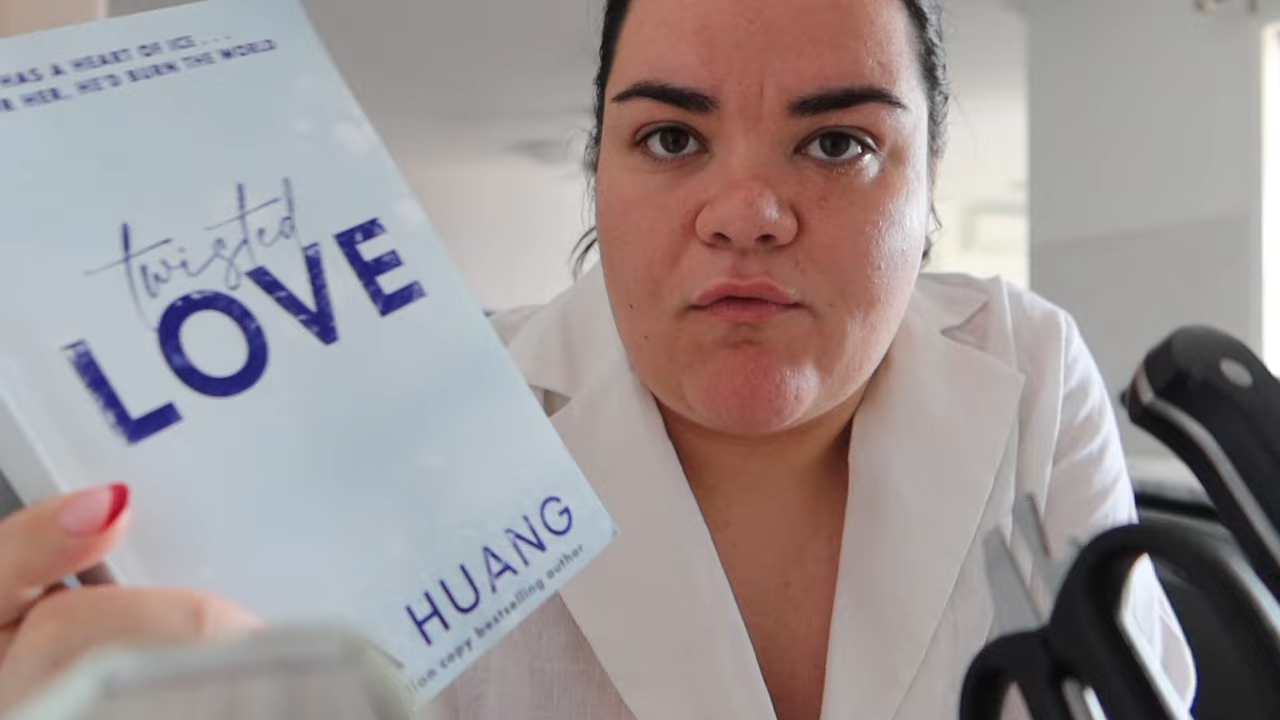 HAS A HEART OF ICE . . .
R HER, HE'D BURN THE WORLD
twisted
LOVE
HUANG
copy bestselling author